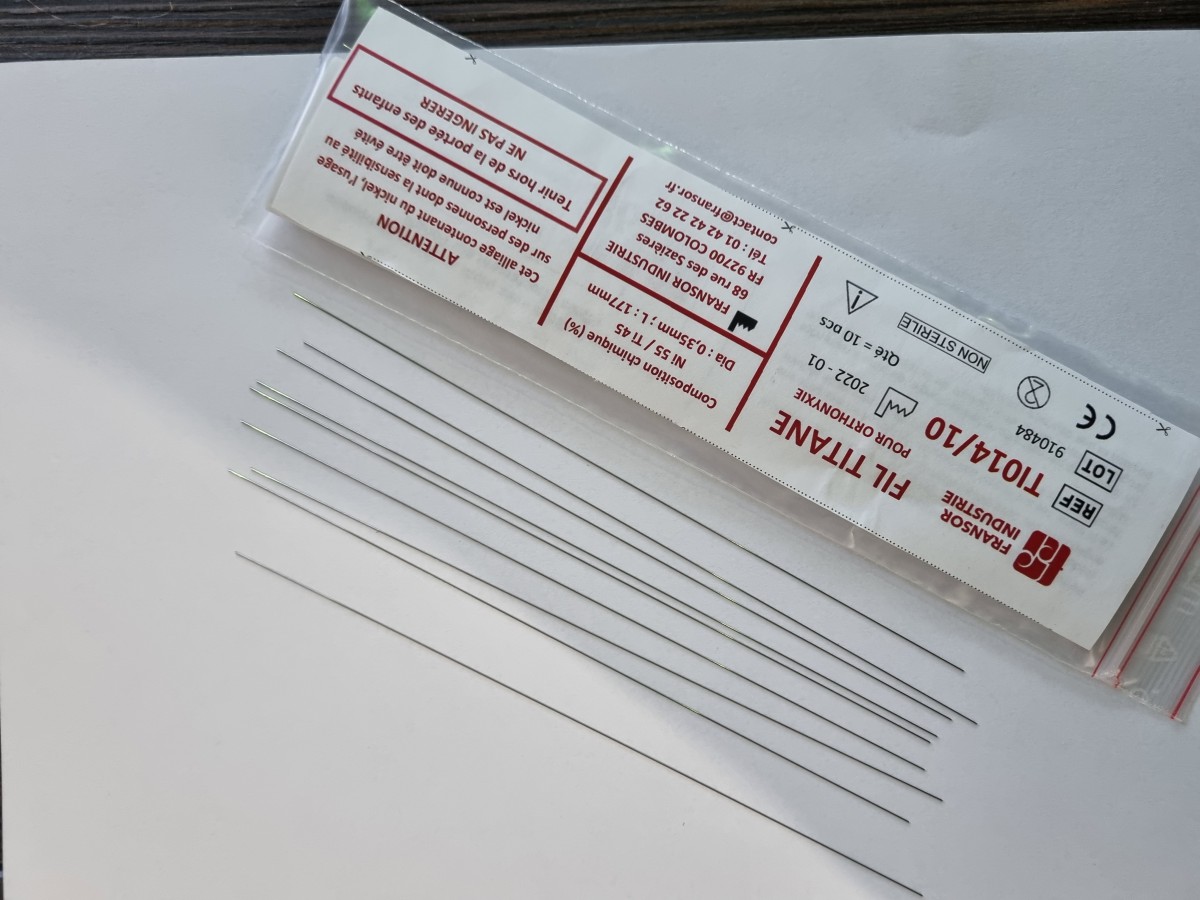 FRANSOR
INDUSTRIE
FIL TITANE
POUR ORTHONYXIE
REF
TI014/10
LOT
910484
2022 - 01
CE
NON STERILE
Qté = 10 pcs
Composition chimique (%)
Ni 55 / Ti 45
Dia : 0,35mm ; L : 177mm
FRANSOR INDUSTRIE
68 rue des Sazières
FR 92700 COLOMBES
Tél : 01 42 42 22 62
contact@fransor.fr
ATTENTION
Cet alliage contenant du nickel, l'usage
sur des personnes dont la sensibilité au
nickel est connue doit être évité
Tenir hors de la portée des enfants
NE PAS INGERER